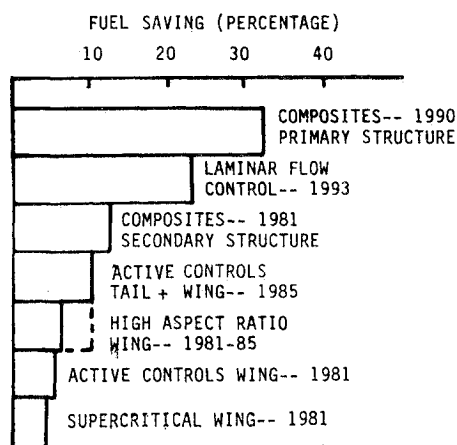 FUEL SAVING (PERCENTAGE)
10 20 30 40
COMPOSITES-- 1990
PRIMARY STRUCTURE
LAMINAR FLOW
CONTROL-- 1993
COMPOSITES-- 1981
SECONDARY STRUCTURE
ACTIVE CONTROLS
TAIL + WING-- 1985
HIGH ASPECT RATIO
WING-- 1981-85
ACTIVE CONTROLS WING-- 1981
SUPERCRITICAL WING-- 1981